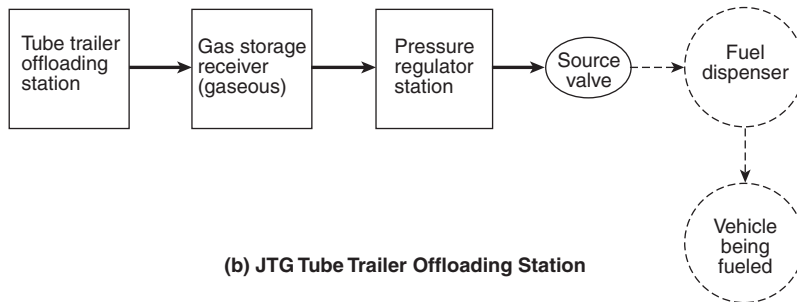 Tube trailer
offloading
station
Gas storage
receiver
(gaseous)
Pressure
regulator
station
Source
valve
Fuel
dispenser
Vehicle
being
fueled
(b) JTG Tube Trailer Offloading Station